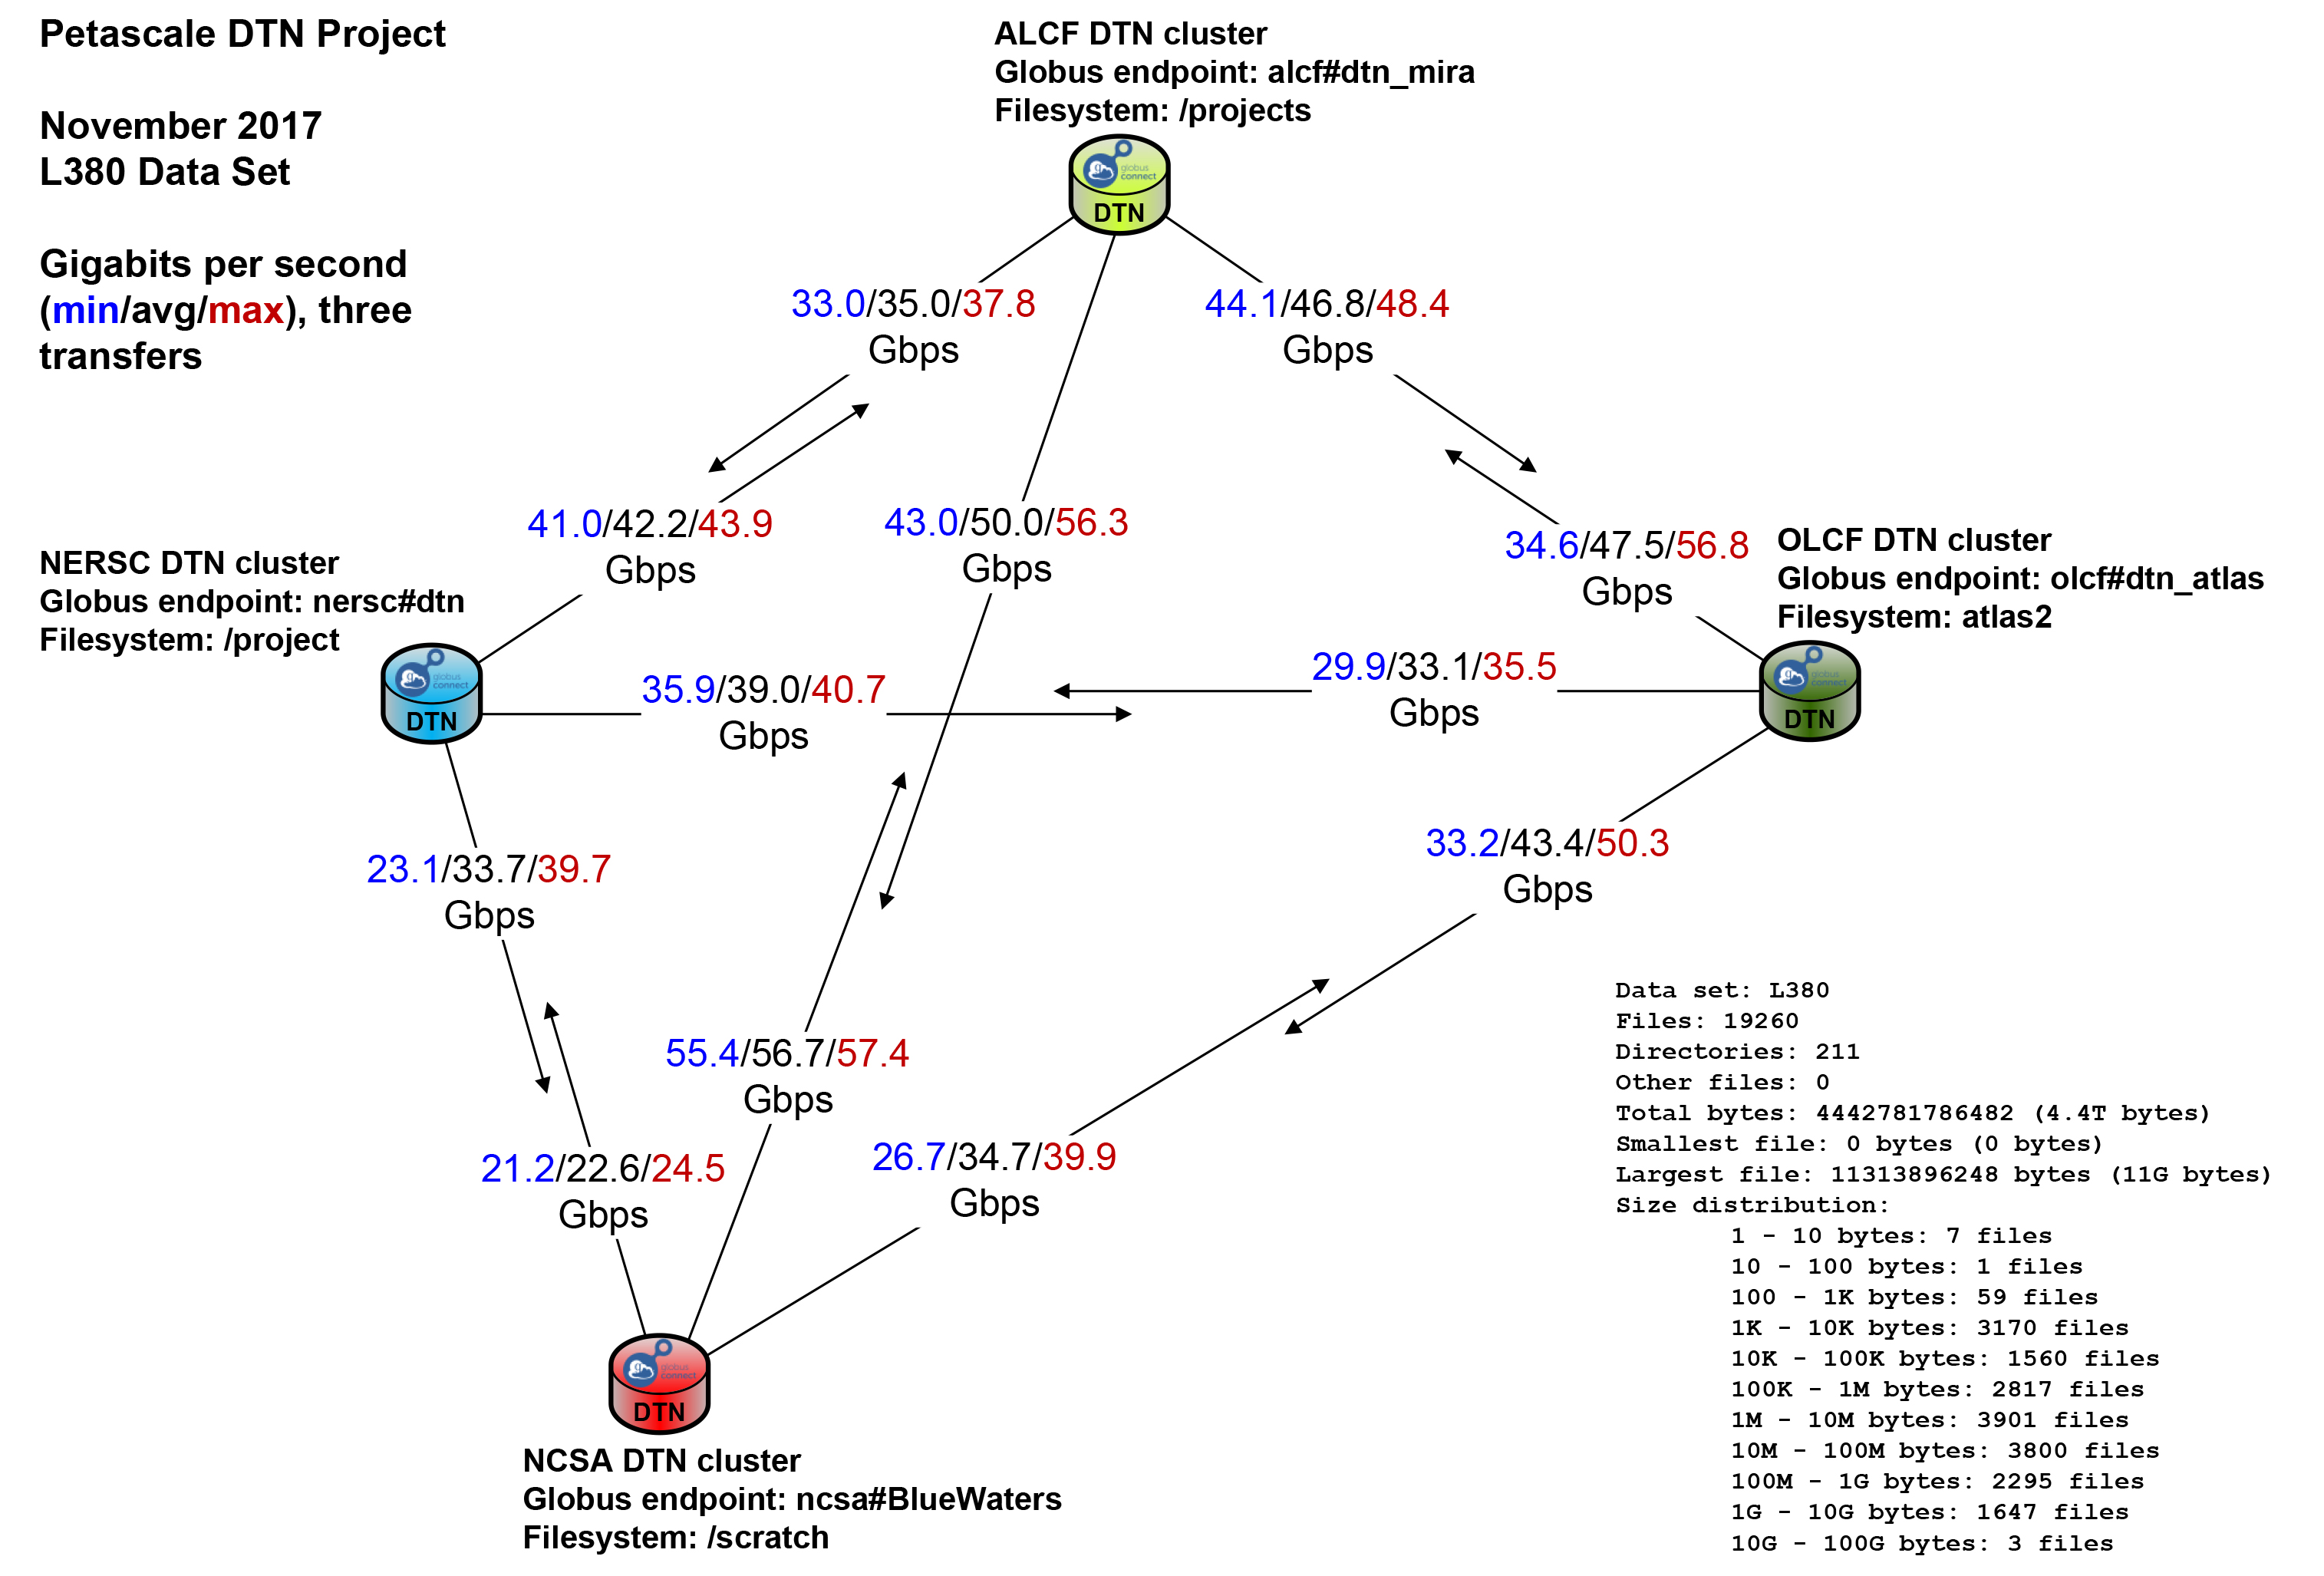 Petascale DTN Project
November 2017
L380 Data Set
Gigabits per second
(min/avg/max), three
transfers
ALCF DTN cluster
Globus endpoint: alcf#dtn_mira
Filesystem: /projects
globus
connect
DTN
33.0/35.0/37.8
Gbps
44.1/46.8/48.4
Gbps
41.0/42.2/43.9
Gbps
43.0/50.0/56.3
Gbps
34.6/47.5/56.8
Gbps
NERSC DTN cluster
Globus endpoint: nersc#dtn
Filesystem: /project
globus
connect
DTN
OLCF DTN cluster
Globus endpoint: olcf#dtn_atlas
Filesystem: atlas2
globus
connect
DTN
35.9/39.0/40.7
Gbps
29.9/33.1/35.5
Gbps
23.1/33.7/39.7
Gbps
33.2/43.4/50.3
Gbps
55.4/56.7/57.4
Gbps
21.2/22.6/24.5
Gbps
26.7/34.7/39.9
Gbps
globus
connect
DTN
NCSA DTN cluster
Globus endpoint: ncsa#BlueWaters
Filesystem: /scratch
Data set: L380
Files: 19260
Directories: 211
Other files: 0
Total bytes: 4442781786482 (4.4T bytes)
Smallest file: 0 bytes (0 bytes)
Largest file: 11313896248 bytes (11G bytes)
Size distribution:
1 - 10 bytes: 7 files
10 - 100 bytes: 1 files
100 - 1K bytes: 59 files
1K - 10K bytes: 3170 files
10K - 100K bytes: 1560 files
100K - 1M bytes: 2817 files
1M - 10M bytes: 3901 files
10M - 100M bytes: 3800 files
100M - 1G bytes: 2295 files
1G - 10G bytes: 1647 files
10G - 100G bytes: 3 files